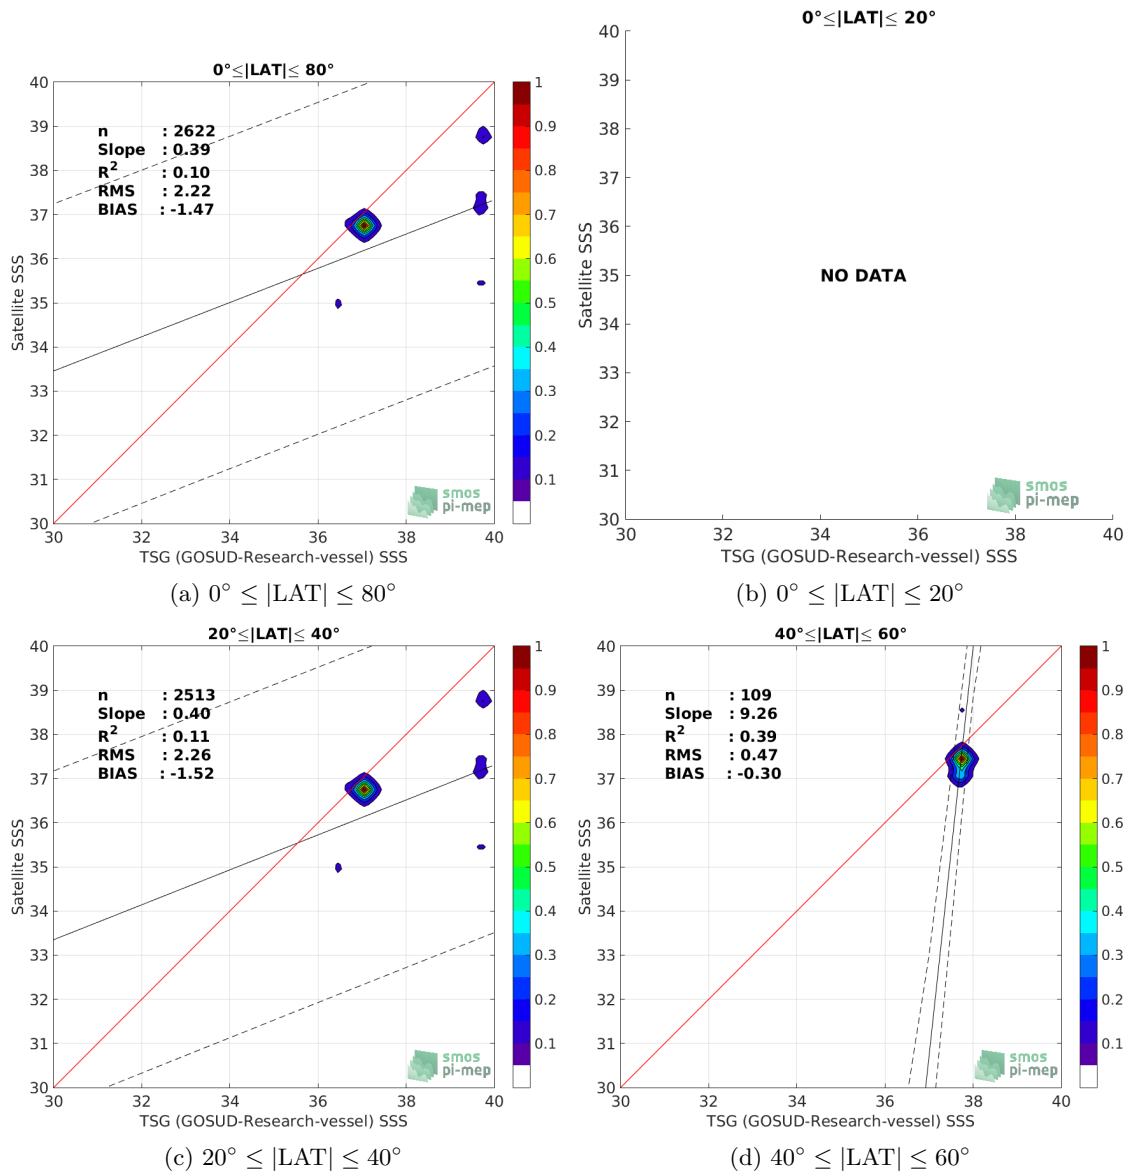 0°≤|LAT|≤ 80°
n : 2622
Slope : 0.39
R² : 0.10
RMS : 2.22
BIAS : -1.47
40
39
38
37
36
35
34
33
32
31
30
30 32 34 36 38 40
Satellite SSS
TSG (GOSUD-Research-vessel) SSS
1
0.9
0.8
0.7
0.6
0.5
0.4
0.3
0.2
0.1
smos
pi-mep
(a) 0° ≤ |LAT| ≤ 80°
0°≤|LAT|≤ 20°
40
39
38
37
36
35
34
33
32
31
30
30 32 34 36 38 40
Satellite SSS
NO DATA
TSG (GOSUD-Research-vessel) SSS
smos
pi-mep
(b) 0° ≤ |LAT| ≤ 20°
20°≤|LAT|≤ 40°
n : 2513
Slope : 0.40
R² : 0.11
RMS : 2.26
BIAS : -1.52
40
39
38
37
36
35
34
33
32
31
30
30 32 34 36 38 40
Satellite SSS
TSG (GOSUD-Research-vessel) SSS
1
0.9
0.8
0.7
0.6
0.5
0.4
0.3
0.2
0.1
smos
pi-mep
(c) 20° ≤ |LAT| ≤ 40°
40°≤|LAT|≤ 60°
n : 109
Slope : 9.26
R² : 0.39
RMS : 0.47
BIAS : -0.30
40
39
38
37
36
35
34
33
32
31
30
30 32 34 36 38 40
Satellite SSS
TSG (GOSUD-Research-vessel) SSS
1
0.9
0.8
0.7
0.6
0.5
0.4
0.3
0.2
0.1
smos
pi-mep
(d) 40° ≤ |LAT| ≤ 60°